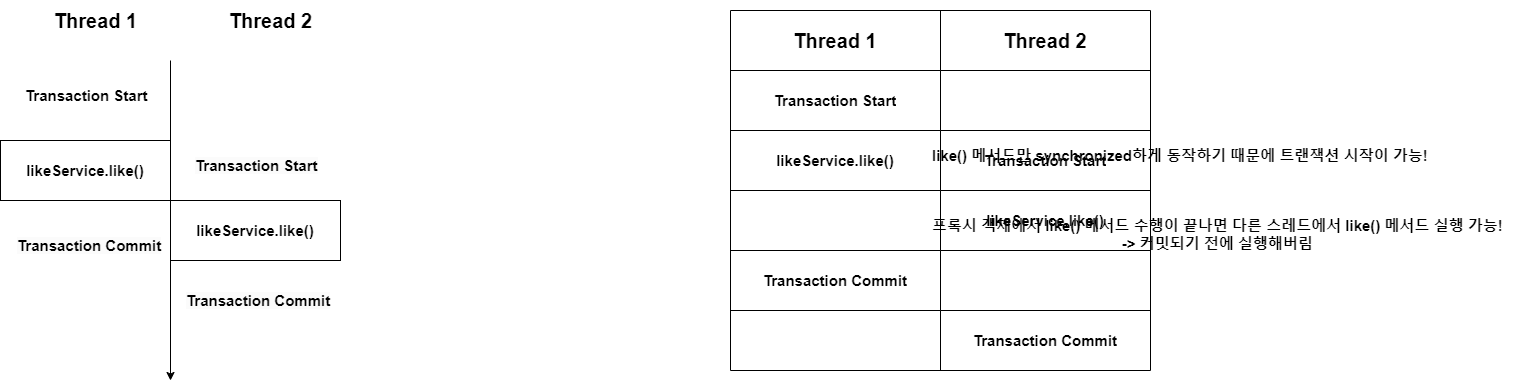 Thread 1
Thread 2
Transaction Start
likeService.like()
Transaction Start
likeService.like()
Transaction Commit
Transaction Commit
Thread 1
Thread 2
Transaction Start
likeService.like()
Transaction Start
like() 메서드만 synchronized하게 동작하기 때문에 트랜잭션 시작이 가능!
likeService.like()
프록시 객체에서 like() 메서드 수행이 끝나면 다른 스레드에서 like() 메서드 실행 가능!
-> 커밋되기 전에 실행해버림
Transaction Commit
Transaction Commit